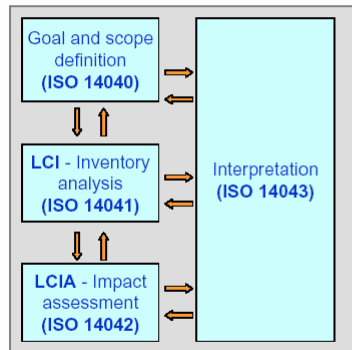 Goal and scope
definition
(ISO 14040)
LCI - Inventory
analysis
(ISO 14041)
LCIA - Impact
assessment
(ISO 14042)
Interpretation
(ISO 14043)